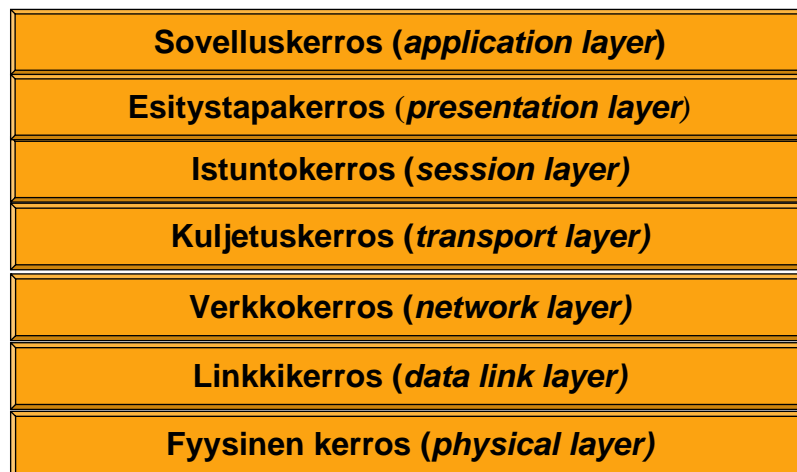 Sovelluskerros (application layer)
Esitystapakerros (presentation layer)
Istuntokerros (session layer)
Kuljetuskerros (transport layer)
Verkkokerros (network layer)
Linkkikerros (data link layer)
Fyysinen kerros (physical layer)